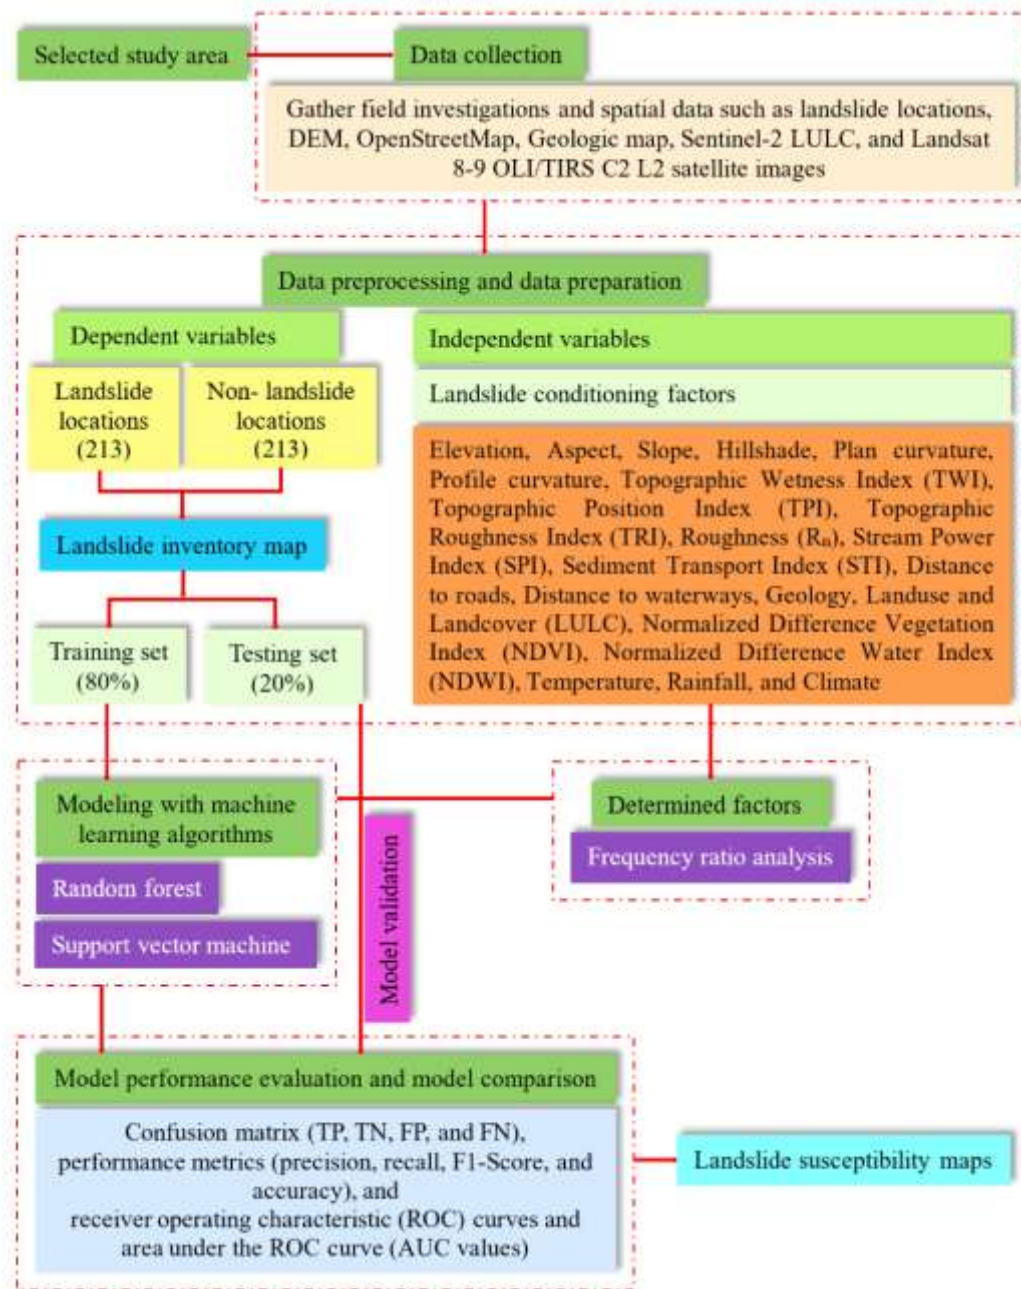 Selected study area
Data collection
Gather field investigations and spatial data such as landslide locations,
DEM, OpenStreetMap, Geologic map, Sentinel-2 LULC, and Landsat
8-9 OLI/TIRS C2 L2 satellite images
Data preprocessing and data preparation
Dependent variables
Landslide
locations
(213)
Non- landslide
locations
(213)
Landslide inventory map
Training set
(80%)
Testing set
(20%)
Independent variables
Landslide conditioning factors
Elevation, Aspect, Slope, Hillshade, Plan curvature,
Profile curvature, Topographic Wetness Index (TWI),
Topographic Position Index (TPI), Topographic
Roughness Index (TRI), Roughness (Rₙ), Stream Power
Index (SPI), Sediment Transport Index (STI), Distance
to roads, Distance to waterways, Geology, Landuse and
Landcover (LULC), Normalized Difference Vegetation
Index (NDVI), Normalized Difference Water Index
(NDWI), Temperature, Rainfall, and Climate
Modeling with machine
learning algorithms
Random forest
Support vector machine
Model validation
Determined factors
Frequency ratio analysis
Model performance evaluation and model comparison
Confusion matrix (TP, TN, FP, and FN),
performance metrics (precision, recall, F1-Score, and
accuracy), and
receiver operating characteristic (ROC) curves and
area under the ROC curve (AUC values)
Landslide susceptibility maps